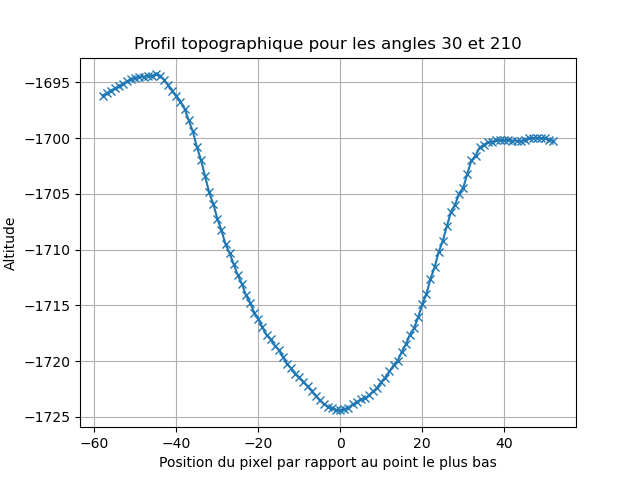 Profil topographique pour les angles 30 et 210
Altitude
−1695
−1700
−1705
−1710
−1715
−1720
−1725
−60 −40 −20 0 20 40
Position du pixel par rapport au point le plus bas